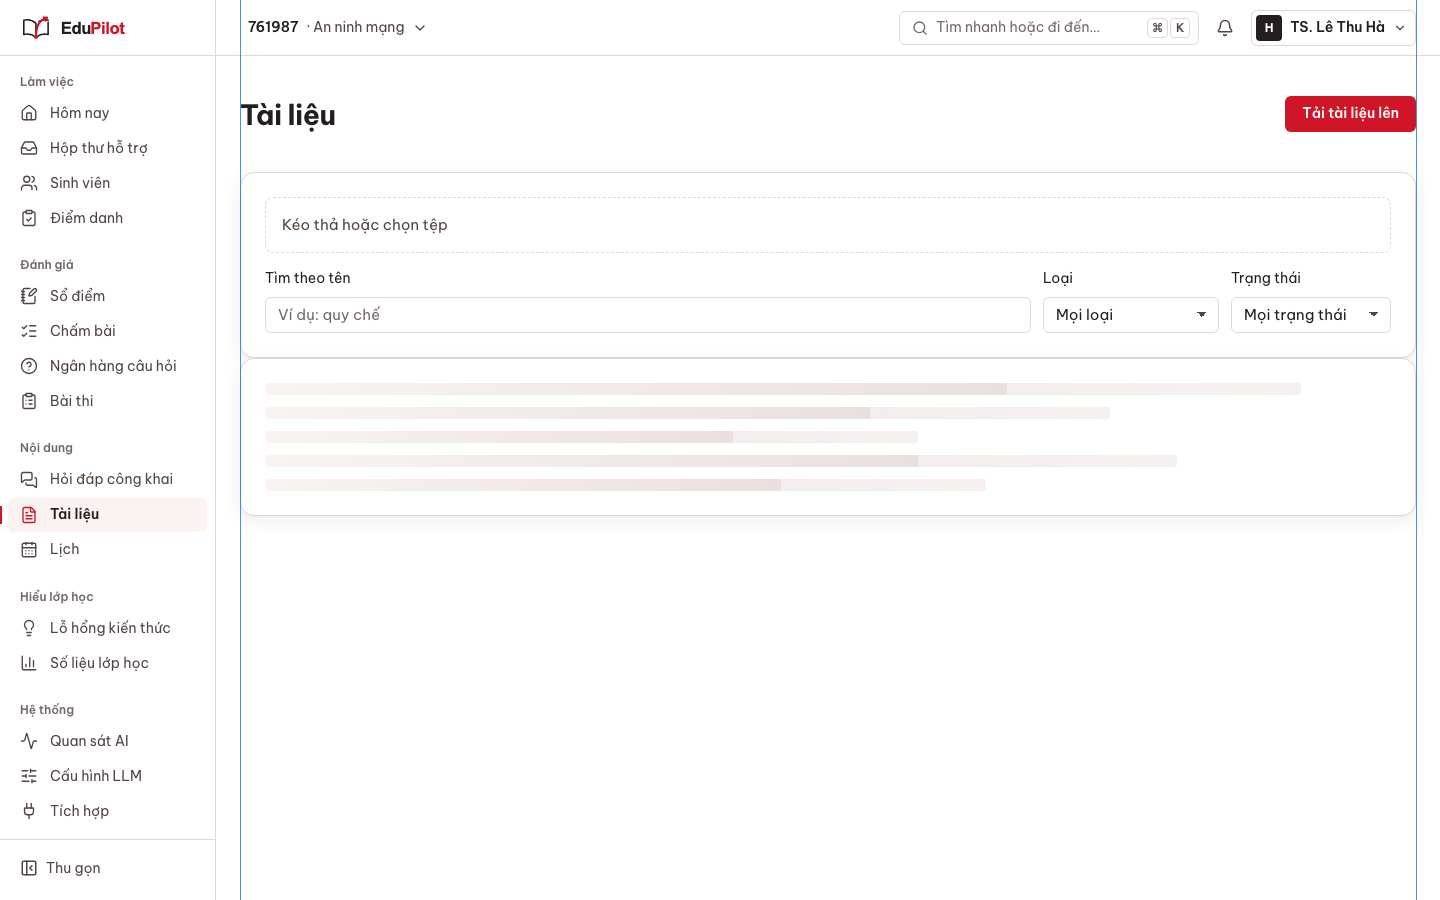 EduPilot
761987 · An ninh mạng
Tìm nhanh hoặc đi đến...
⌘ K
H TS. Lê Thu Hà
Làm việc
Hôm nay
Hộp thư hỗ trợ
Sinh viên
Điểm danh
Đánh giá
Sổ điểm
Chấm bài
Ngân hàng câu hỏi
Bài thi
Nội dung
Hỏi đáp công khai
Tài liệu
Lịch
Hiểu lớp học
Lỗ hổng kiến thức
Số liệu lớp học
Hệ thống
Quan sát AI
Cấu hình LLM
Tích hợp
Thu gọn
Tài liệu
Tải tài liệu lên
Kéo thả hoặc chọn tệp
Tìm theo tên
Loại
Trạng thái
Ví dụ: quy chế
Mọi loại
Mọi trạng thái